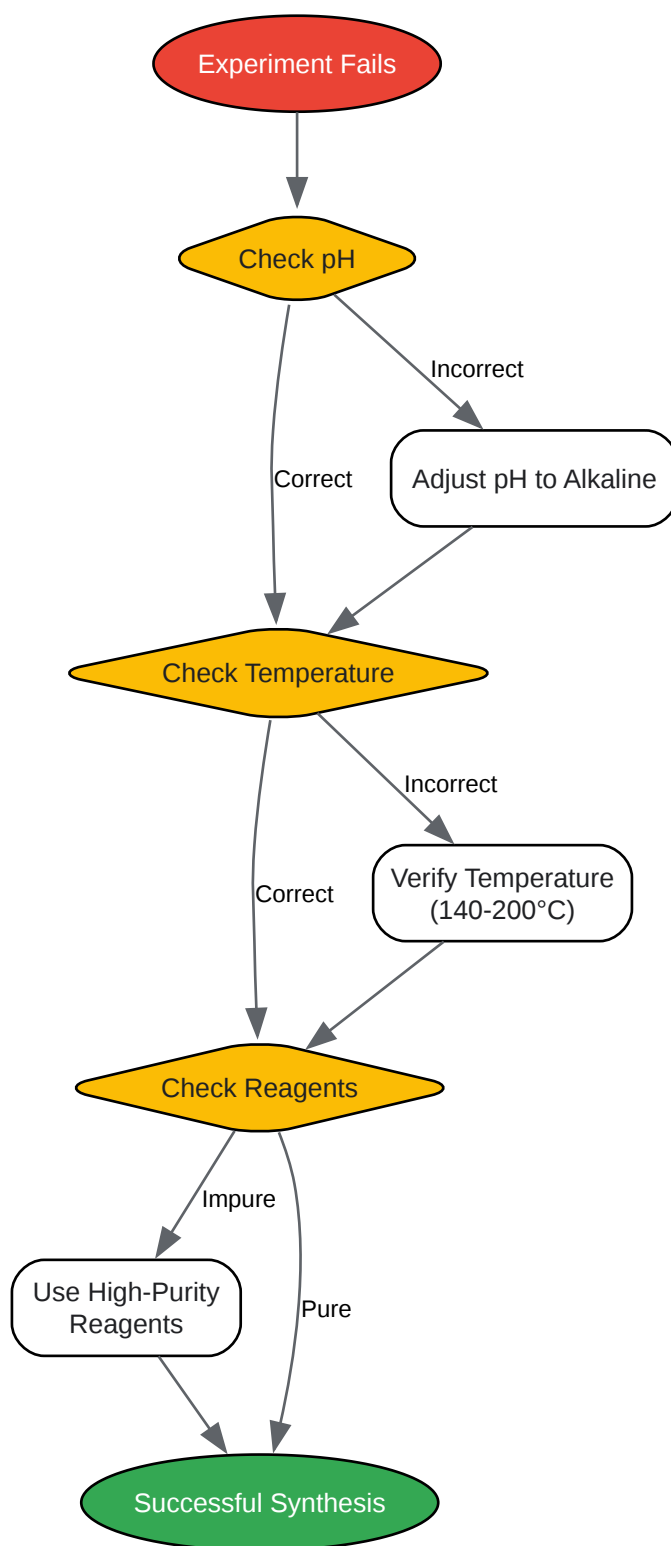 Experiment Fails
Check pH
Incorrect
Adjust pH to Alkaline
Correct
Check Temperature
Incorrect
Verify Temperature
(140-200°C)
Correct
Check Reagents
Impure
Use High-Purity
Reagents
Pure
Successful Synthesis